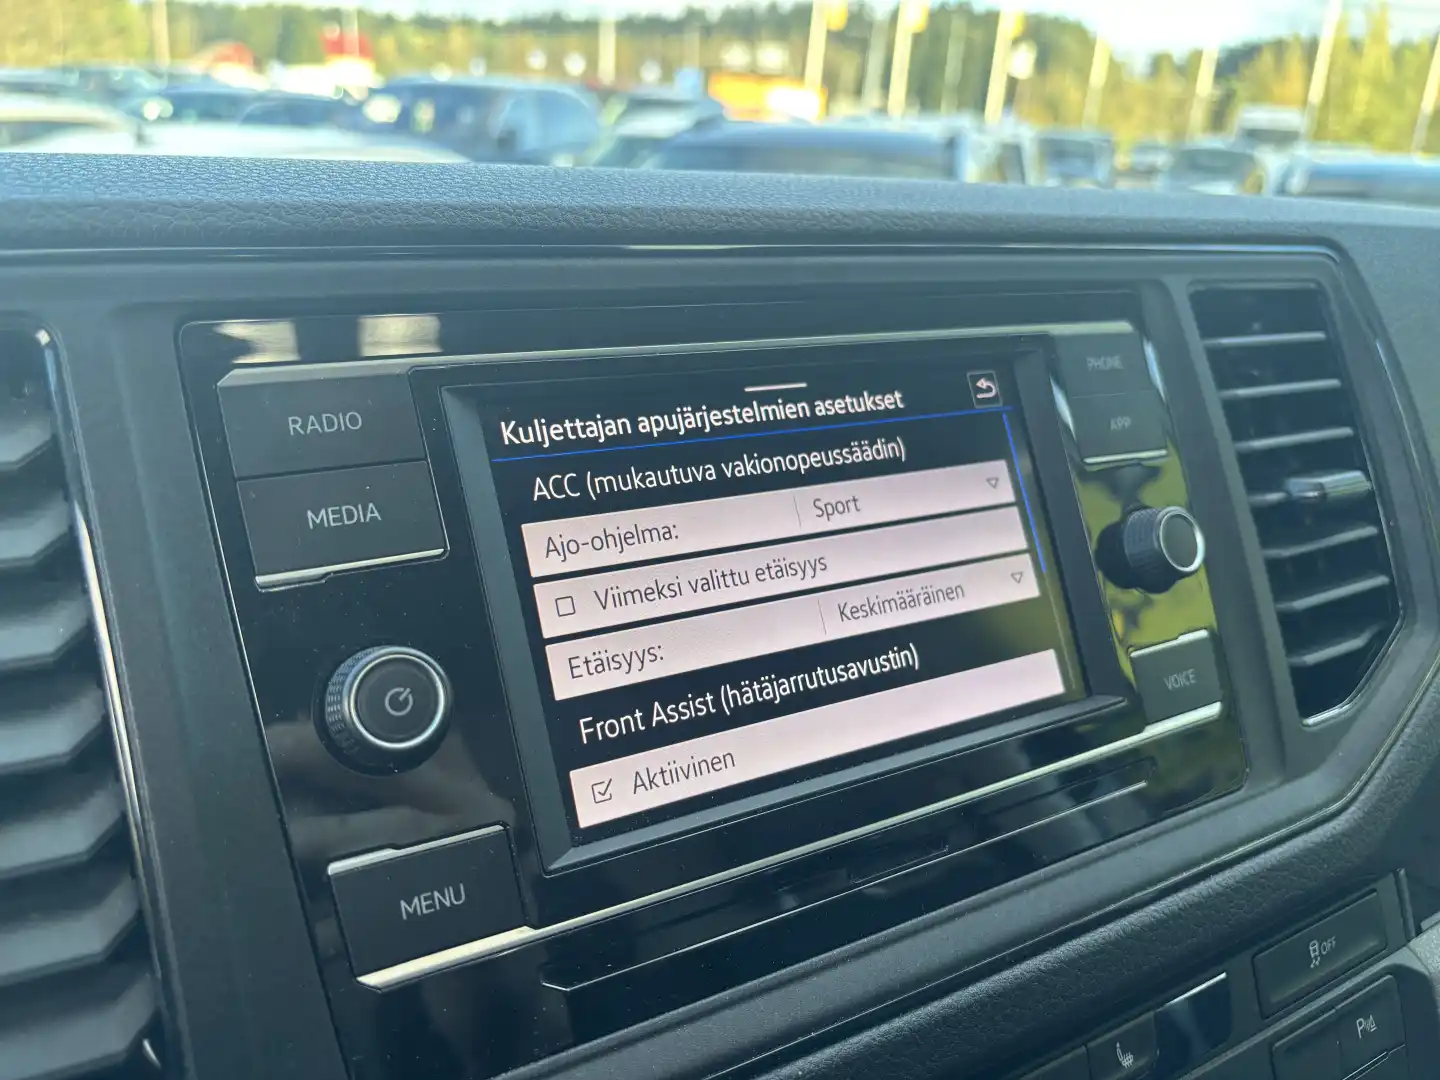 RADIO
MEDIA
MENU
Kuljettajan apujärjestelmien asetukset
ACC (mukautuva vakionopeussäädin)
Ajo-ohjelma: Sport
Viimeksi valittu etäisyys
Etäisyys: Keskimääräinen
Front Assist (hätäjarrutusavustin)
Aktiivinen
PHONE
APP
VOICE
OFF
P